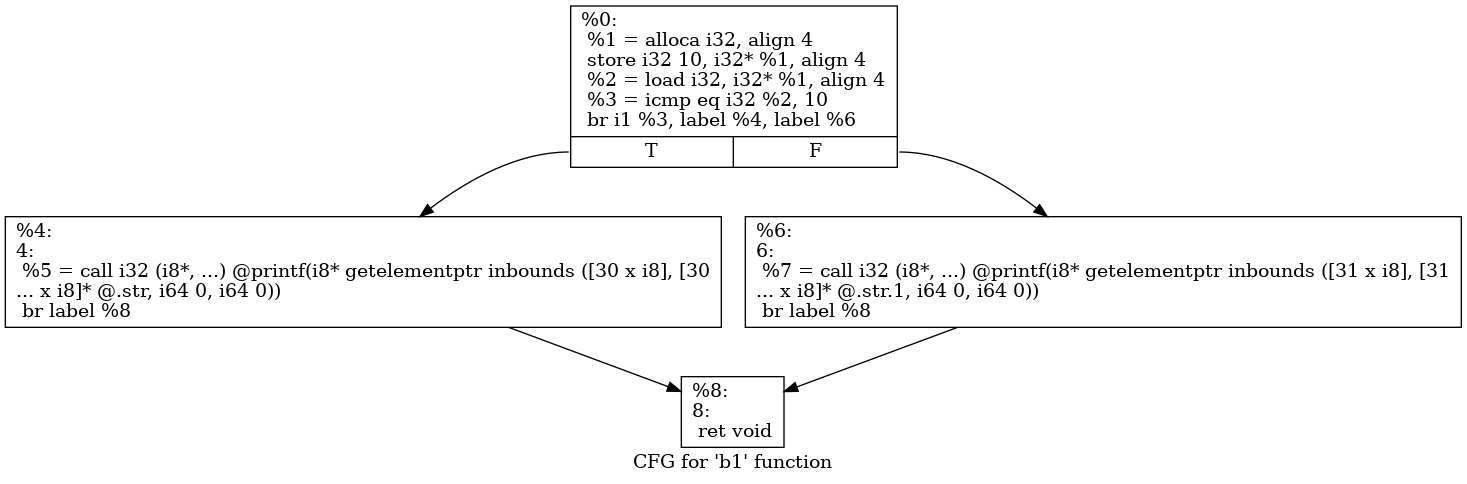 %0:
%1 = alloca i32, align 4
store i32 10, i32* %1, align 4
%2 = load i32, i32* %1, align 4
%3 = icmp eq i32 %2, 10
br i1 %3, label %4, label %6
T
F
%4:
4:
%5 = call i32 (i8*, ...) @printf(i8* getelementptr inbounds ([30 x i8], [30
... x i8]* @.str, i64 0, i64 0))
br label %8
%6:
6:
%7 = call i32 (i8*, ...) @printf(i8* getelementptr inbounds ([31 x i8], [31
... x i8]* @.str.1, i64 0, i64 0))
br label %8
%8:
8:
ret void
CFG for 'b1' function